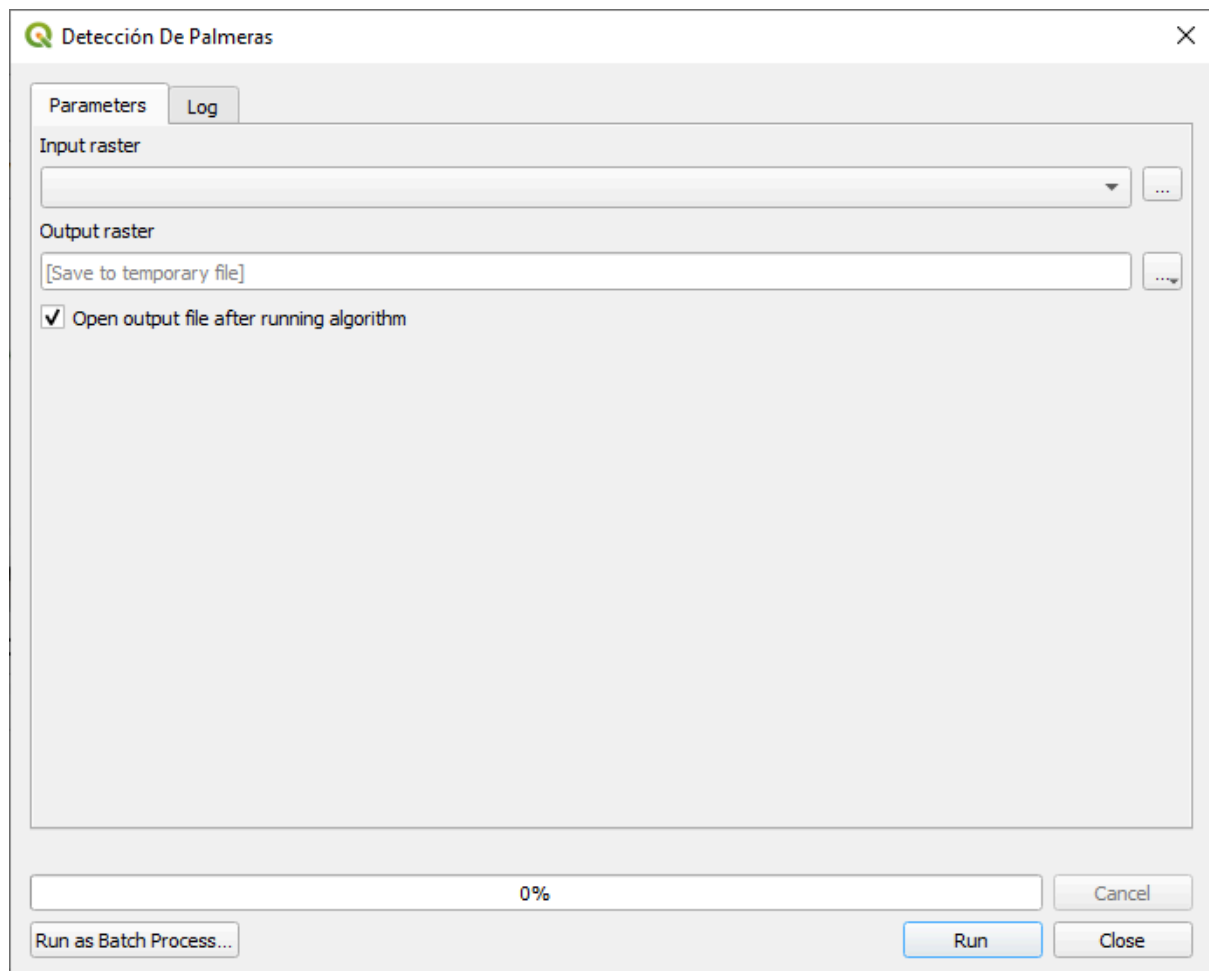 Detección De Palmeras
Parameters
Log
Input raster
...
Output raster
[Save to temporary file]
...
Open output file after running algorithm
0%
Cancel
Run as Batch Process...
Run
Close